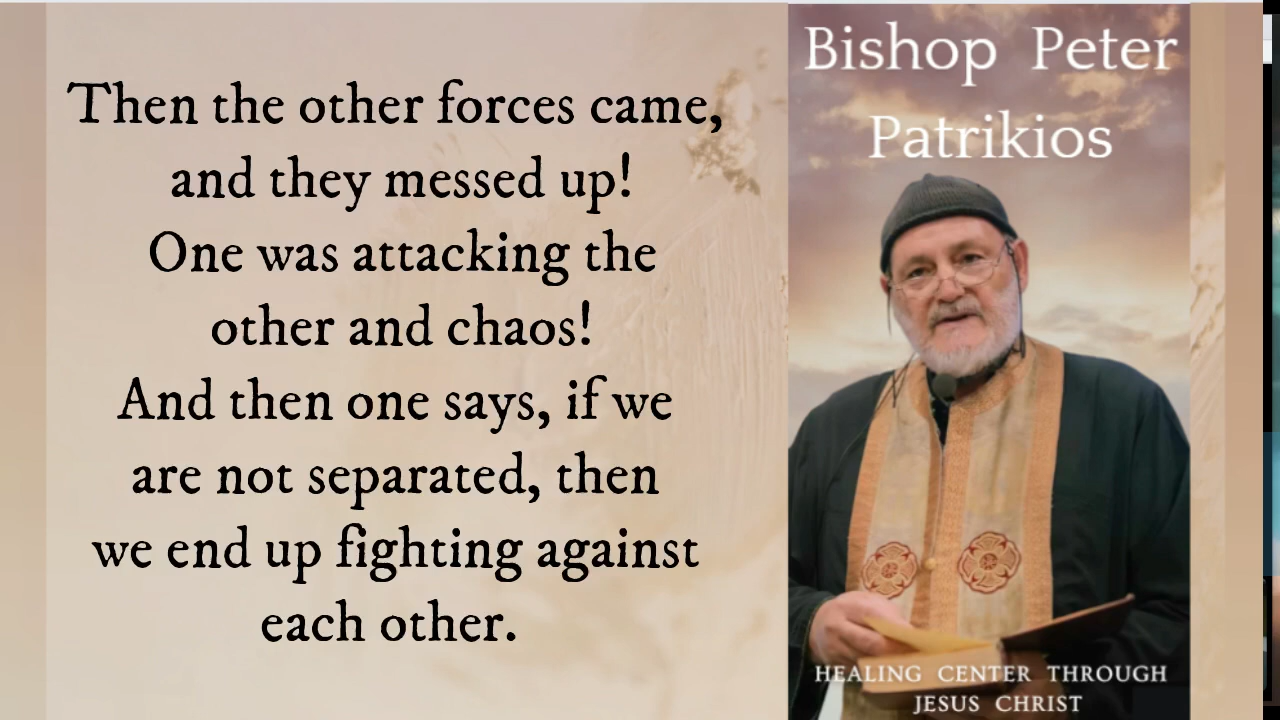 Then the other forces came,
and they messed up!
One was attacking the
other and chaos!
And then one says, if we
are not separated, then
we end up fighting against
each other.
Bishop Peter
Patrikios
HEALING CENTER THROUGH
JESUS CHRIST